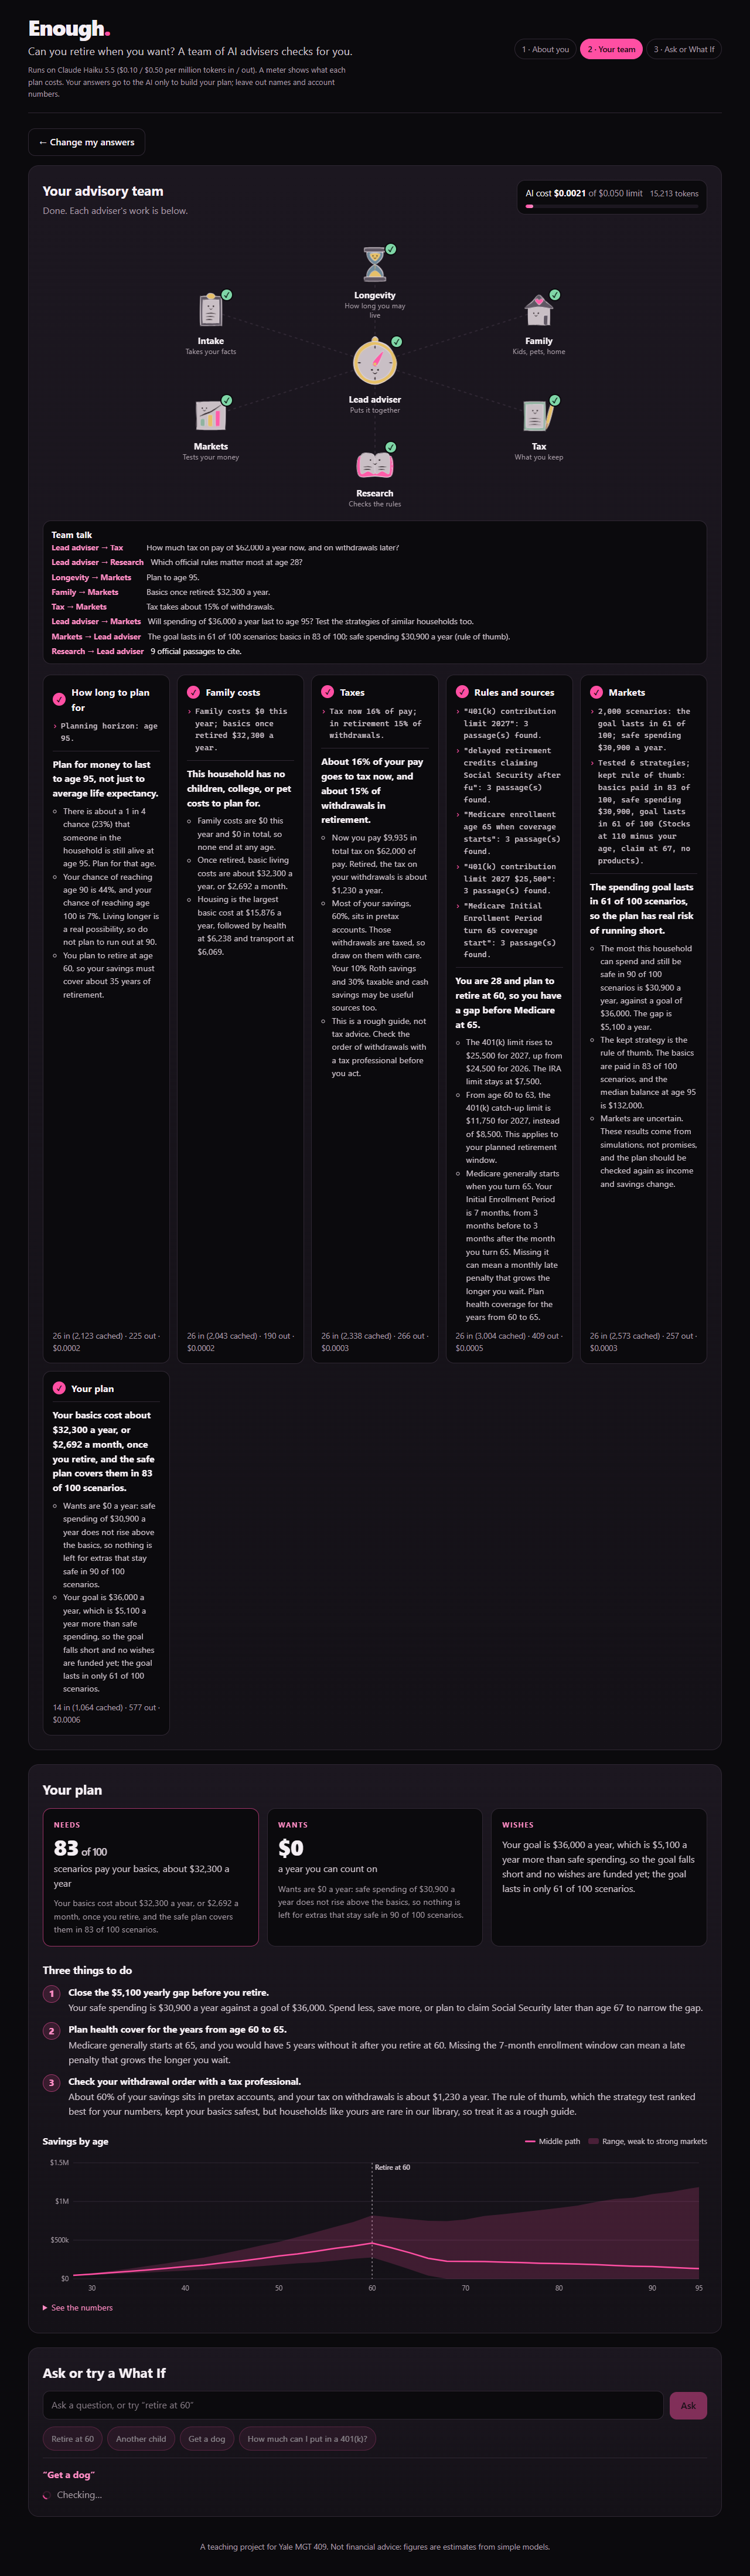 Enough.
Can you retire when you want? A team of AI advisers checks for you.
Runs on Claude Haiku 5.5 ($0.10 / $0.50 per million tokens in / out). A meter shows what each
plan costs. Your answers go to the AI only to build your plan; leave out names and account
numbers.
1 · About you
2 · Your team
3 · Ask or What If
← Change my answers
Your advisory team
Done. Each adviser's work is below.
AI cost $0.0021 of $0.050 limit 15,213 tokens
Longevity
How long you may
live
Intake
Takes your facts
Family
Kids, pets, home
Lead adviser
Puts it together
Markets
Tests your money
Tax
What you keep
Research
Checks the rules
Team talk
Lead adviser → Tax How much tax on pay of $62,000 a year now, and on withdrawals later?
Lead adviser → Research Which official rules matter most at age 28?
Longevity → Markets Plan to age 95.
Family → Markets Basics once retired: $32,300 a year.
Tax → Markets Tax takes about 15% of withdrawals.
Lead adviser → Markets Will spending of $36,000 a year last to age 95? Test the strategies of similar households too.
Markets → Lead adviser The goal lasts in 61 of 100 scenarios; basics in 83 of 100; safe spending $30,900 a year (rule of thumb).
Research → Lead adviser 9 official passages to cite.
How long to plan
for
› Planning horizon: age
95.
Plan for money to last
to age 95, not just to
average life expectancy.
There is about a 1 in 4
chance (23%) that
someone in the
household is still alive at
age 95. Plan for that age.
Your chance of reaching
age 90 is 44%, and your
chance of reaching age
100 is 7%. Living longer is
a real possibility, so do
not plan to run out at 90.
You plan to retire at age
60, so your savings must
cover about 35 years of
retirement.
26 in (2,123 cached) · 225 out ·
$0.0002
Family costs
› Family costs $0 this
year; basics once
retired $32,300 a
year.
This household has no
children, college, or pet
costs to plan for.
Family costs are $0 this
year and $0 in total, so
none end at any age.
Once retired, basic living
costs are about $32,300 a
year, or $2,692 a month.
Housing is the largest
basic cost at $15,876 a
year, followed by health
at $6,238 and transport at
$6,069.
26 in (2,043 cached) · 190 out ·
$0.0002
Taxes
› Tax now 16% of pay;
in retirement 15% of
withdrawals.
About 16% of your pay
goes to tax now, and
about 15% of
withdrawals in
retirement.
Now you pay $9,935 in
total tax on $62,000 of
pay. Retired, the tax on
your withdrawals is about
$1,230 a year.
Most of your savings,
60%, sits in pretax
accounts. Those
withdrawals are taxed, so
draw on them with care.
Your 10% Roth savings
and 30% taxable and cash
savings may be useful
sources too.
This is a rough guide, not
tax advice. Check the
order of withdrawals with
a tax professional before
you act.
26 in (2,338 cached) · 266 out ·
$0.0003
Rules and sources
› "401(k) contribution
limit 2027": 3
passage(s) found.
› "delayed retirement
credits claiming
Social Security after
fu": 3 passage(s)
found.
› "Medicare enrollment
age 65 when coverage
starts": 3 passage(s)
found.
› "401(k) contribution
limit 2027 $25,500":
3 passage(s) found.
› "Medicare Initial
Enrollment Period
turn 65 coverage
start": 3 passage(s)
found.
You are 28 and plan to
retire at 60, so you have
a gap before Medicare
at 65.
The 401(k) limit rises to
$25,500 for 2027, up from
$24,500 for 2026. The IRA
limit stays at $7,500.
From age 60 to 63, the
401(k) catch-up limit is
$11,750 for 2027, instead
of $8,500. This applies to
your planned retirement
window.
Medicare generally starts
when you turn 65. Your
Initial Enrollment Period
is 7 months, from 3
months before to 3
months after the month
you turn 65. Missing it
can mean a monthly late
penalty that grows the
longer you wait. Plan
health coverage for the
years from 60 to 65.
26 in (3,004 cached) · 409 out ·
$0.0005
Markets
› 2,000 scenarios: the
goal lasts in 61 of
100; safe spending
$30,900 a year.
› Tested 6 strategies;
kept rule of thumb:
basics paid in 83 of
100, safe spending
$30,900, goal lasts
in 61 of 100 (Stocks
at 110 minus your
age, claim at 67, no
products).
The spending goal lasts
in 61 of 100 scenarios,
so the plan has real risk
of running short.
The most this household
can spend and still be
safe in 90 of 100
scenarios is $30,900 a
year, against a goal of
$36,000. The gap is
$5,100 a year.
The kept strategy is the
rule of thumb. The basics
are paid in 83 of 100
scenarios, and the
median balance at age 95
is $132,000.
Markets are uncertain.
These results come from
simulations, not promises,
and the plan should be
checked again as income
and savings change.
26 in (2,573 cached) · 257 out ·
$0.0003
Your plan
Your basics cost about
$32,300 a year, or
$2,692 a month, once
you retire, and the safe
plan covers them in 83
of 100 scenarios.
Wants are $0 a year: safe
spending of $30,900 a
year does not rise above
the basics, so nothing is
left for extras that stay
safe in 90 of 100
scenarios.
Your goal is $36,000 a
year, which is $5,100 a
year more than safe
spending, so the goal
falls short and no wishes
are funded yet; the goal
lasts in only 61 of 100
scenarios.
14 in (1,064 cached) · 577 out ·
$0.0006
Your plan
NEEDS
83 of 100
scenarios pay your basics, about $32,300 a
year
Your basics cost about $32,300 a year, or $2,692 a
month, once you retire, and the safe plan covers
them in 83 of 100 scenarios.
WANTS
$0
a year you can count on
Wants are $0 a year: safe spending of $30,900 a
year does not rise above the basics, so nothing is
left for extras that stay safe in 90 of 100 scenarios.
WISHES
Your goal is $36,000 a year, which is $5,100 a
year more than safe spending, so the goal falls
short and no wishes are funded yet; the goal
lasts in only 61 of 100 scenarios.
Three things to do
1 Close the $5,100 yearly gap before you retire.
Your safe spending is $30,900 a year against a goal of $36,000. Spend less, save more, or plan to claim Social Security later than age 67 to narrow the gap.
2 Plan health cover for the years from age 60 to 65.
Medicare generally starts at 65, and you would have 5 years without it after you retire at 60. Missing the 7-month enrollment window can mean a late
penalty that grows the longer you wait.
3 Check your withdrawal order with a tax professional.
About 60% of your savings sits in pretax accounts, and your tax on withdrawals is about $1,230 a year. The rule of thumb, which the strategy test ranked
best for your numbers, kept your basics safest, but households like yours are rare in our library, so treat it as a rough guide.
Savings by age
Middle path
Range, weak to strong markets
$1.5M
$1M
$500k
$0
Retire at 60
30 40 50 60 70 80 90 95
▶ See the numbers
Ask or try a What If
Ask a question, or try "retire at 60"
Ask
Retire at 60
Another child
Get a dog
How much can I put in a 401(k)?
"Get a dog"
Checking...
A teaching project for Yale MGT 409. Not financial advice: figures are estimates from simple models.